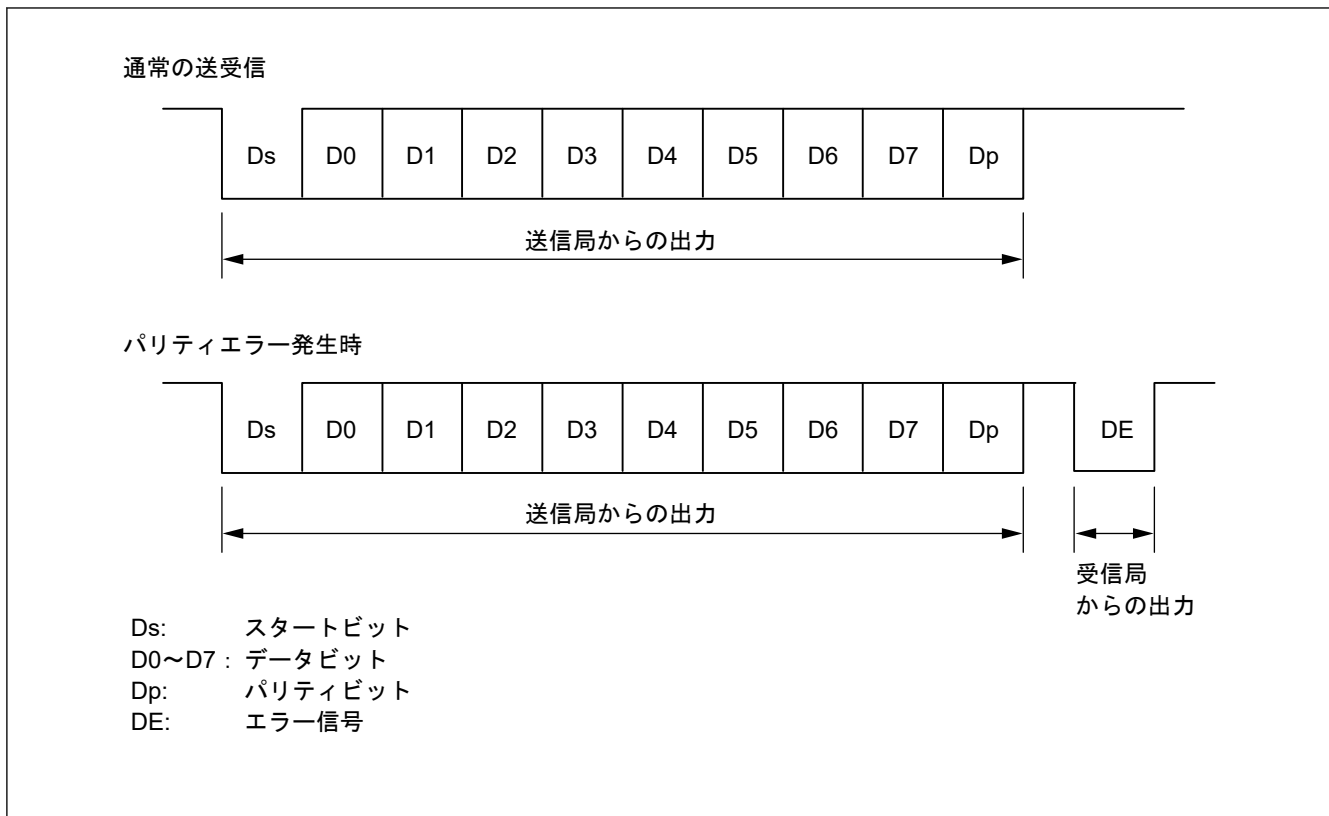 通常の送受信
Ds D0 D1 D2 D3 D4 D5 D6 D7 Dp
送信局からの出力
パリティエラー発生時
Ds D0 D1 D2 D3 D4 D5 D6 D7 Dp DE
送信局からの出力
受信局
からの出力
Ds: スタートビット
D0～D7 : データビット
Dp: パリティビット
DE: エラー信号